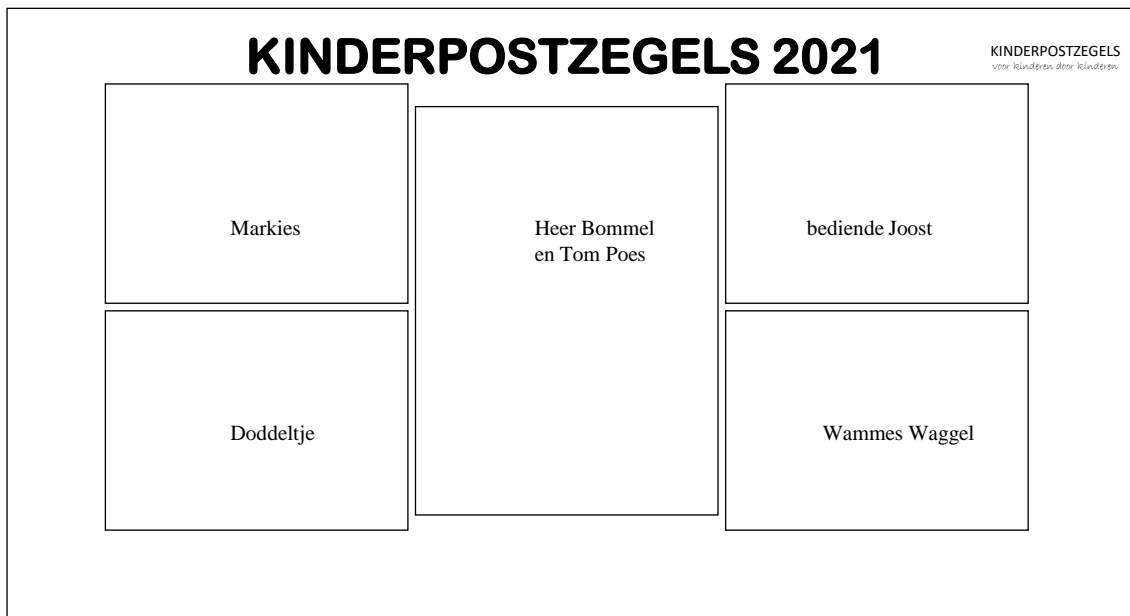 KINDERPOSTZEGELS 2021
KINDERPOSTZEGELS
voor kinderen door kinderen
Markies
Heer Bommel
en Tom Poes
bediende Joost
Doddeltje
Wammes Waggel